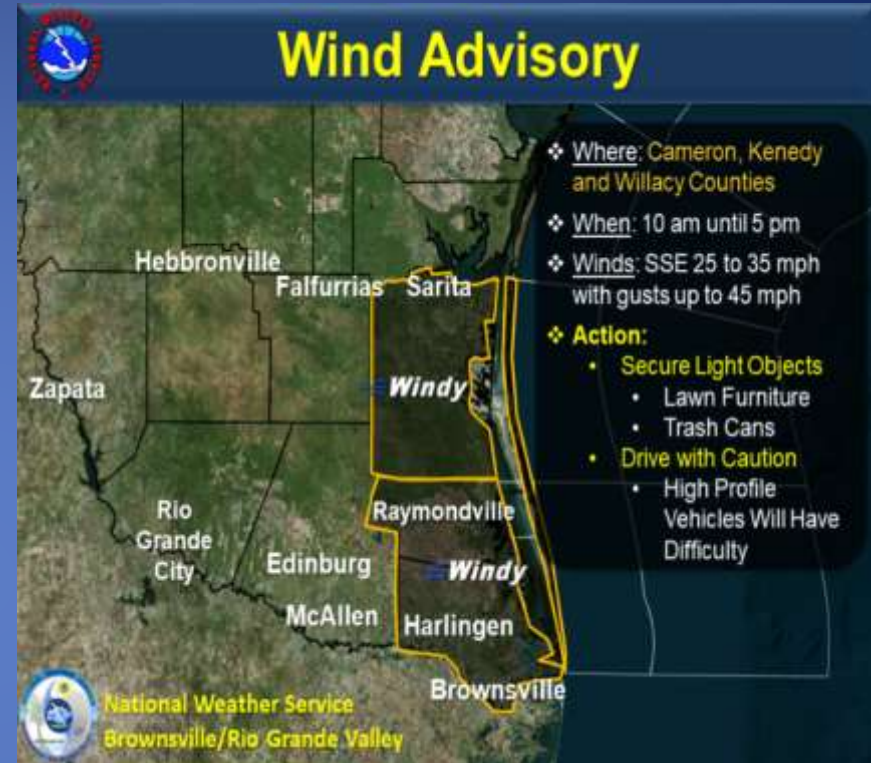 Wind Advisory
❖ Where: Cameron, Kenedy
and Willacy Counties
❖ When: 10 am until 5 pm
❖ Winds: SSE 25 to 35 mph
with gusts up to 45 mph
❖ Action:
• Secure Light Objects
• Lawn Furniture
• Trash Cans
• Drive with Caution
• High Profile
Vehicles Will Have
Difficulty
Hebbronville
Falfurrias
Sarita
Zapata
Windy
Rio
Grande
City
Raymondville
Edinburg
Windy
McAllen
Harlingen
Brownsville
National Weather Service
Brownsville/Rio Grande Valley